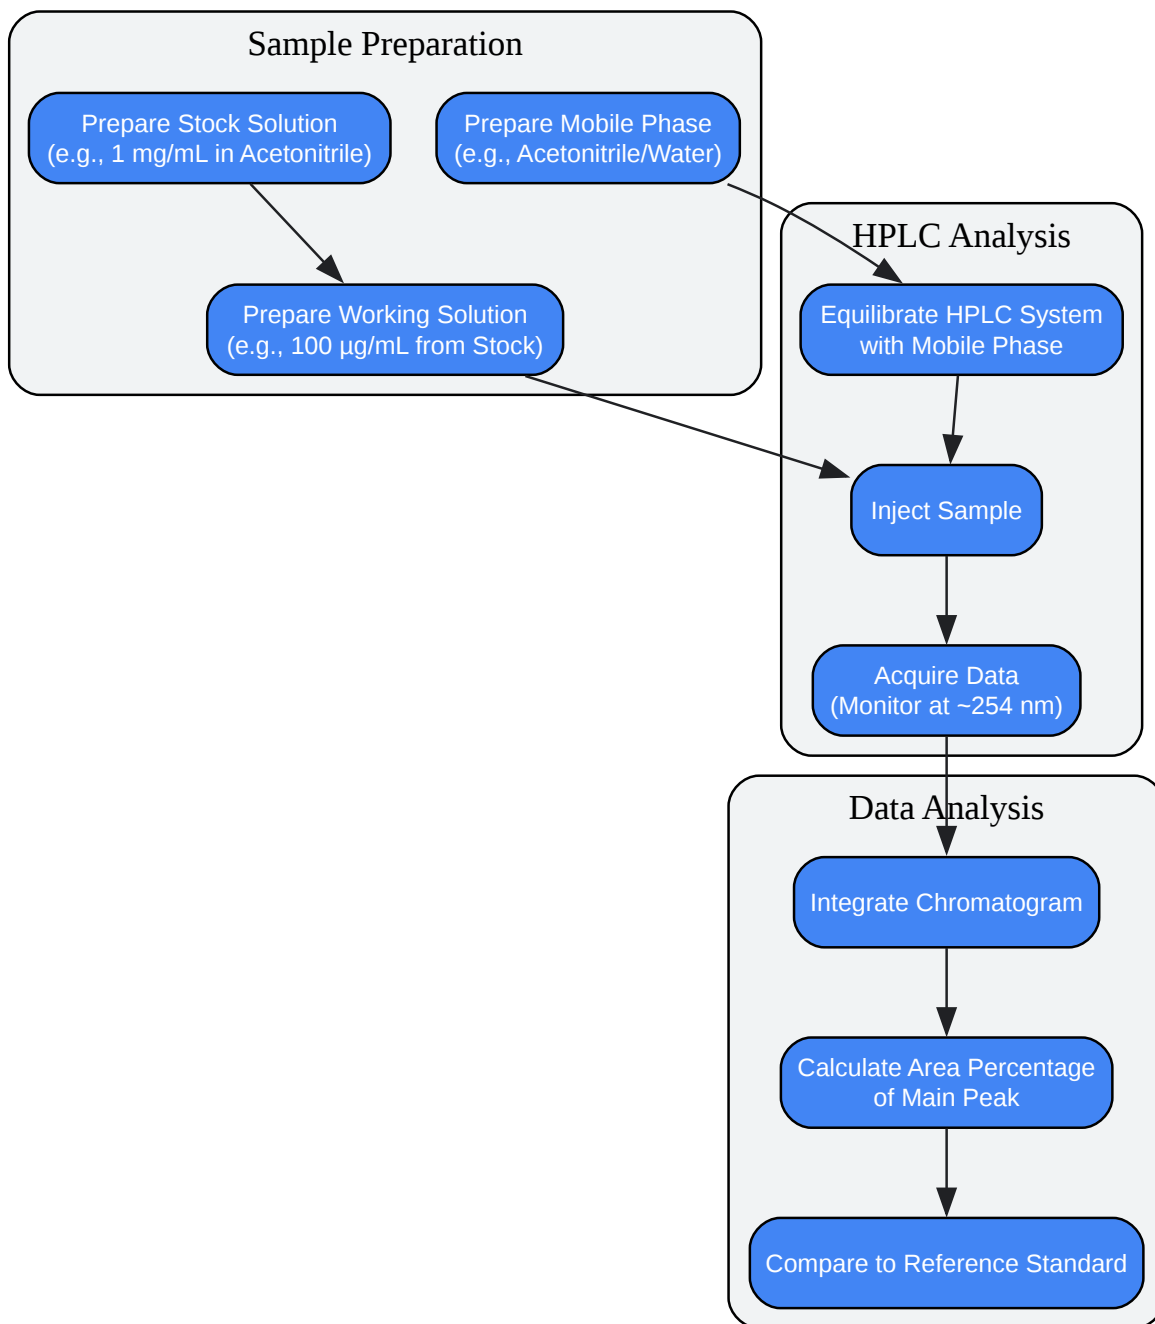 Sample Preparation
Prepare Stock Solution
(e.g., 1 mg/mL in Acetonitrile)
Prepare Mobile Phase
(e.g., Acetonitrile/Water)
Prepare Working Solution
(e.g., 100 µg/mL from Stock)
HPLC Analysis
Equilibrate HPLC System
with Mobile Phase
Inject Sample
Acquire Data
(Monitor at ~254 nm)
Data Analysis
Integrate Chromatogram
Calculate Area Percentage
of Main Peak
Compare to Reference Standard